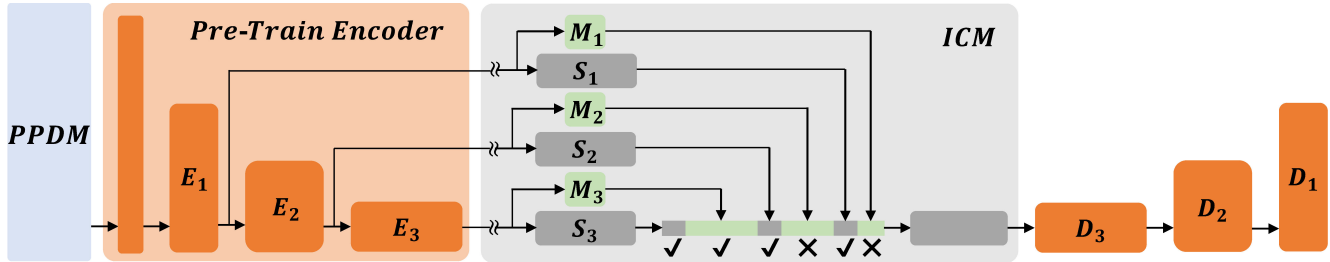 PPDM
Pre-Train Encoder
E₁
E₂
E₃
ICM
M₁
S₁
M₂
S₂
M₃
S₃
✓ ✓ ✓ ✕ ✓ ✕
D₃
D₂
D₁